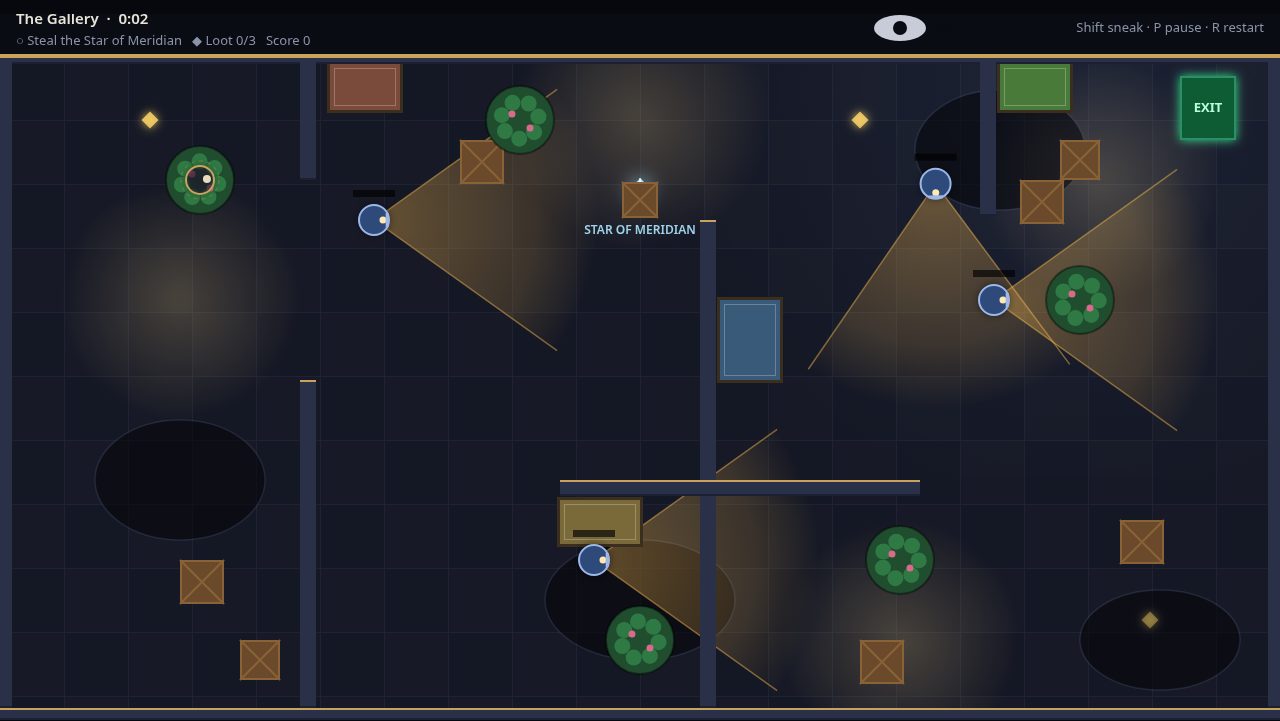 The Gallery · 0:02
○ Steal the Star of Meridian ◆ Loot 0/3 Score 0
Shift sneak · P pause · R restart
EXIT
STAR OF MERIDIAN